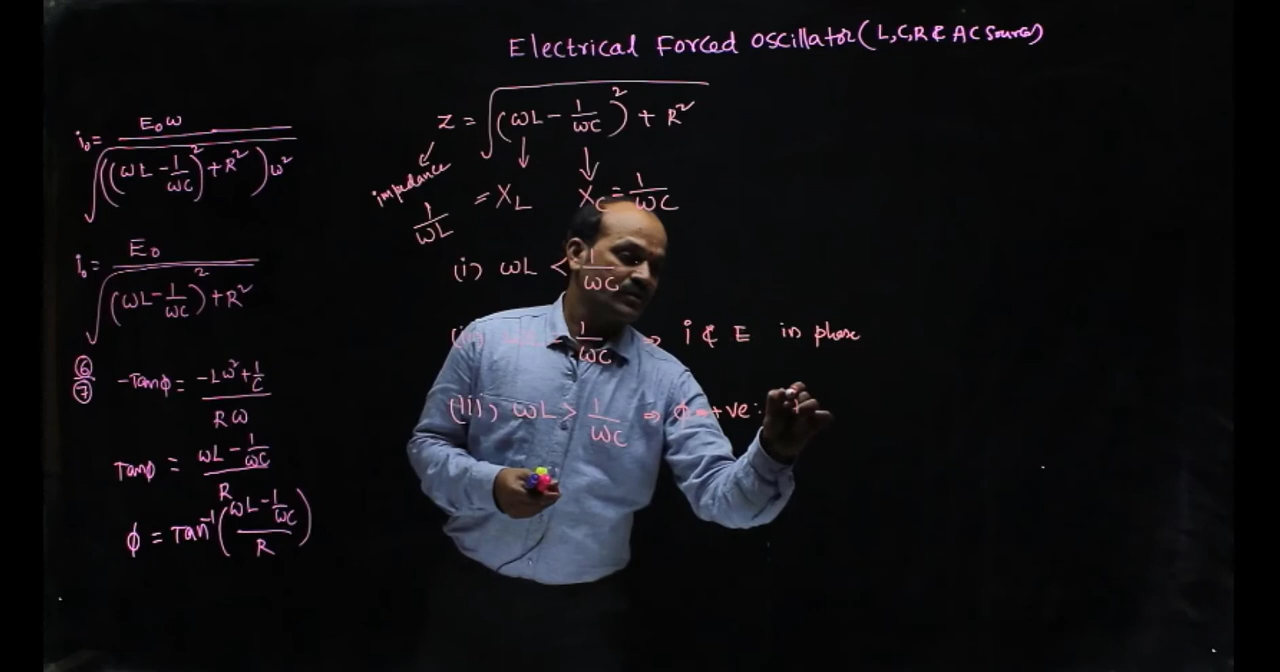 Electrical Forced Oscillator (L,C,R & AC Source)
i₀ = E₀ω / √(((ωL - 1/ωC)² + R²)ω²)
i₀ = E₀ / √((ωL - 1/ωC)² + R²)
⑥/⑦ -Tanϕ = (-Lω² + 1/C) / Rω
Tanϕ = (ωL - 1/ωC) / R
ϕ = Tan⁻¹((ωL - 1/ωC) / R)
Z = √((ωL - 1/ωC)² + R²)
impedance
1/ωL = X_L X_C = 1/ωC
(i) ωL < 1/ωC
1/ωC ⇒ i & E in phase
(iii) ωL > 1/ωC ⇒ +ve